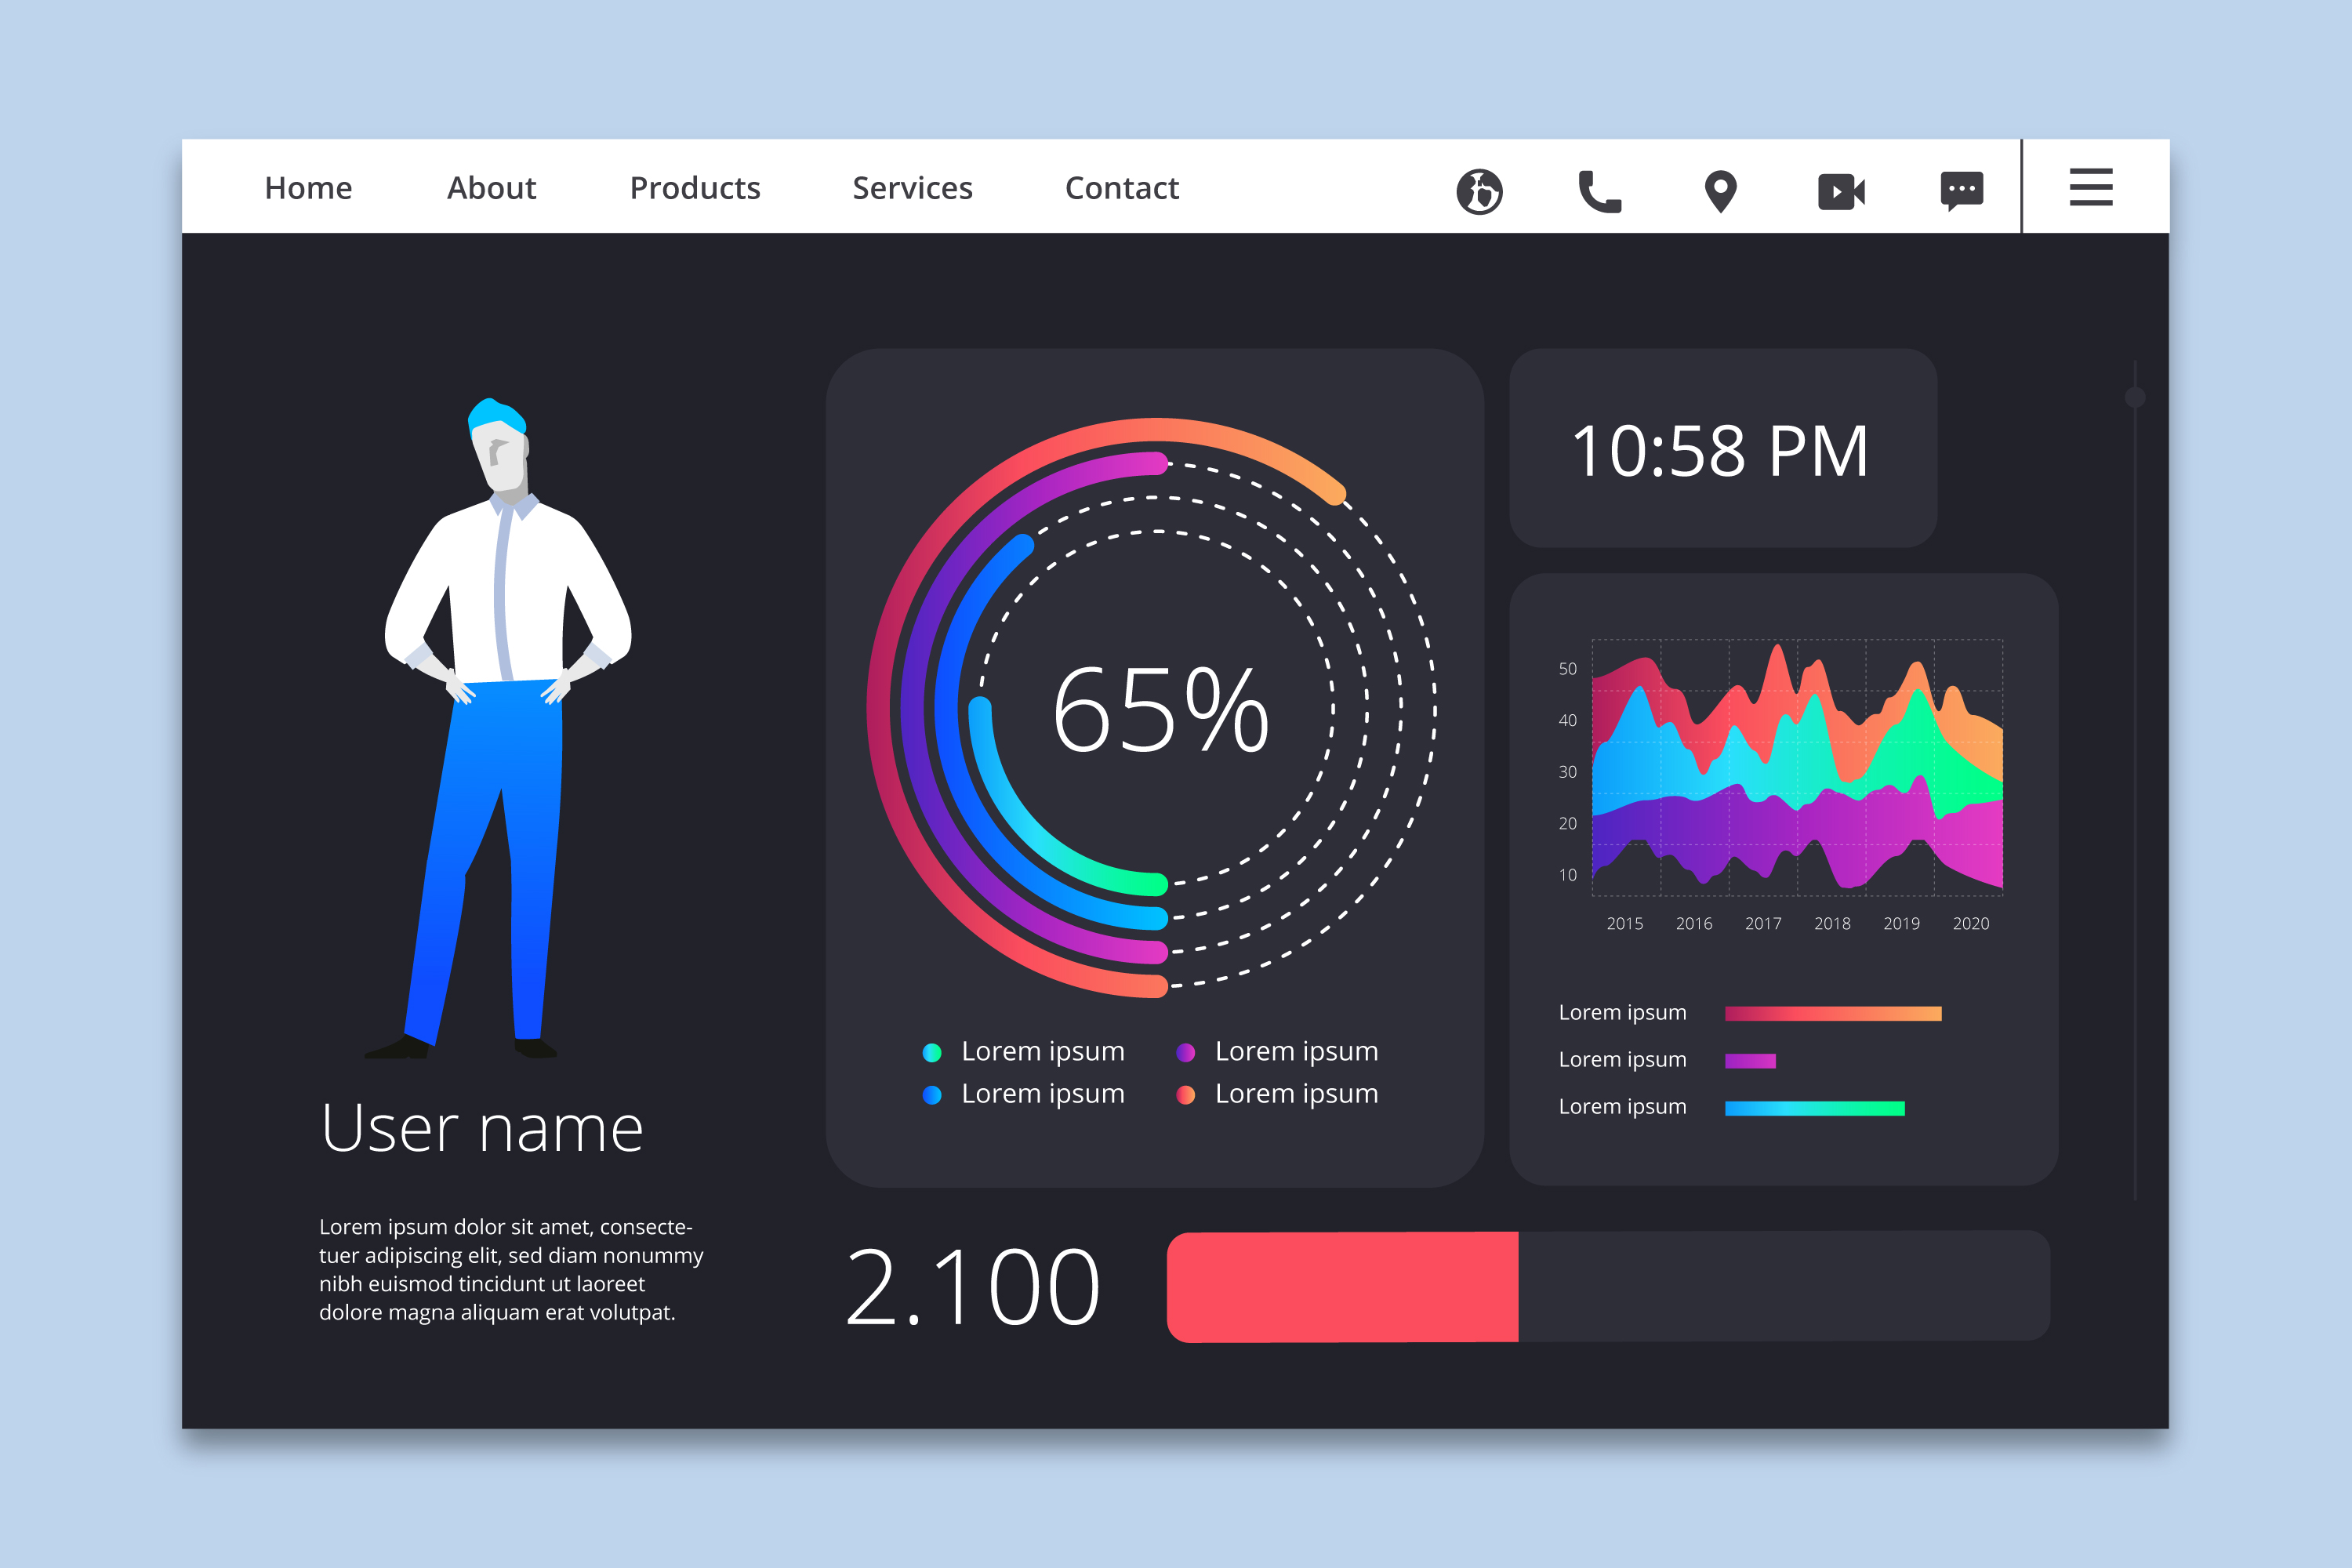 Home About Products Services Contact
65%
Lorem ipsum Lorem ipsum
Lorem ipsum Lorem ipsum
10:58 PM
50
40
30
20
10
2015 2016 2017 2018 2019 2020
Lorem ipsum
Lorem ipsum
Lorem ipsum
User name
Lorem ipsum dolor sit amet, consecte-
tuer adipiscing elit, sed diam nonummy
nibh euismod tincidunt ut laoreet
dolore magna aliquam erat volutpat.
2.100